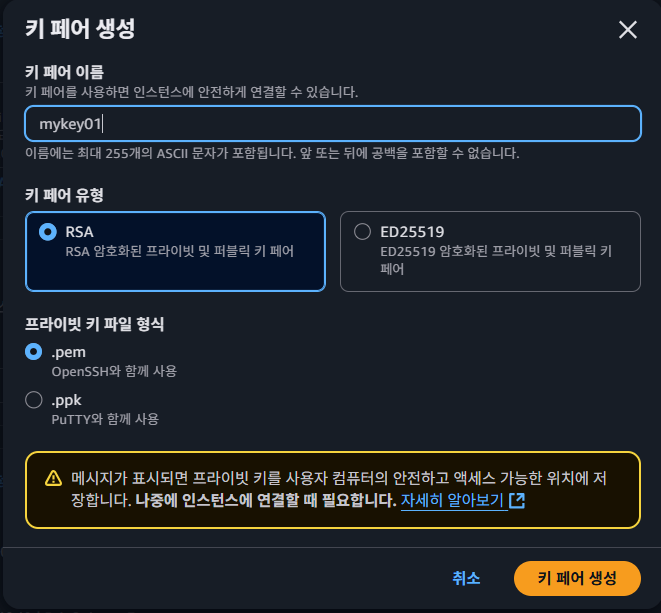 키 페어 생성
키 페어 이름
키 페어를 사용하면 인스턴스에 안전하게 연결할 수 있습니다.
mykey01
이름에는 최대 255개의 ASCII 문자가 포함됩니다. 앞 또는 뒤에 공백을 포함할 수 없습니다.
키 페어 유형
RSA
RSA 암호화된 프라이빗 및 퍼블릭 키 페어
ED25519
ED25519 암호화된 프라이빗 및 퍼블릭 키
페어
프라이빗 키 파일 형식
.pem
OpenSSH와 함께 사용
.ppk
PuTTY와 함께 사용
메시지가 표시되면 프라이빗 키를 사용자 컴퓨터의 안전하고 액세스 가능한 위치에 저
장합니다. 나중에 인스턴스에 연결할 때 필요합니다. 자세히 알아보기
취소
키 페어 생성